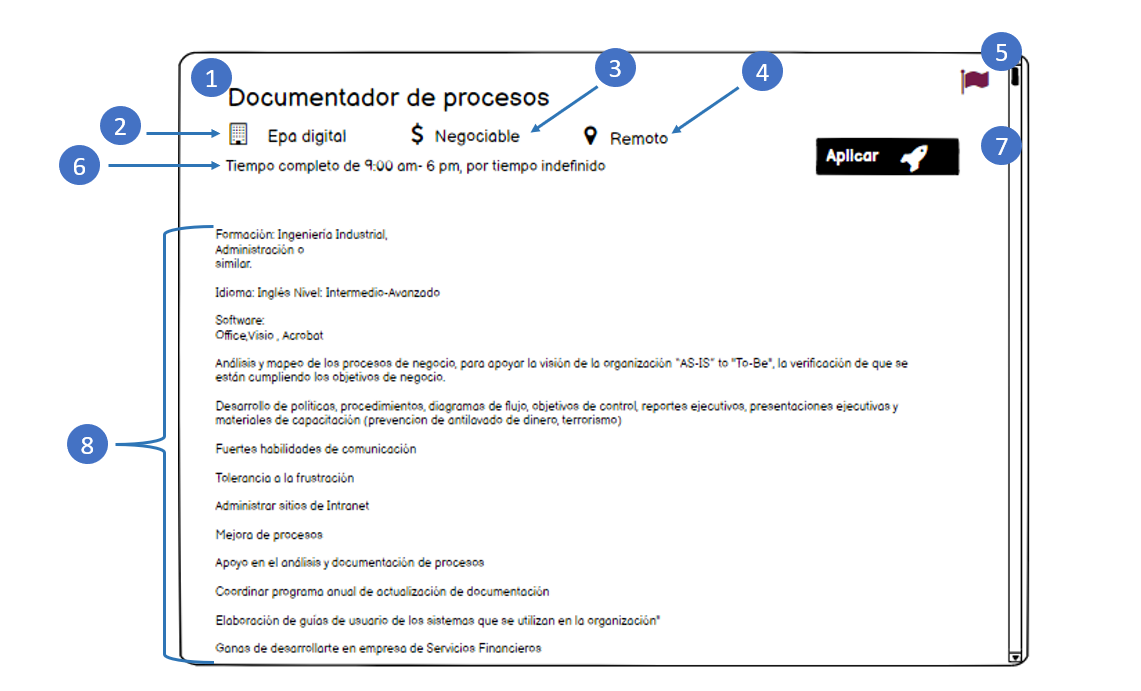 5
3
4
1
Documentador de procesos
2
Epa digital
$ Negociable
Remoto
7
Aplicar
6
Tiempo completo de 9:00 am- 6 pm, por tiempo indefinido
Formación: Ingeniería Industrial,
Administración o
similar.
Idioma: Inglés Nivel: Intermedio-Avanzado
Software:
Office,Visio , Acrobat
Análisis y mapeo de los procesos de negocio, para apoyar la visión de la organización "AS-IS" to "To-Be", la verificación de que se
están cumpliendo los objetivos de negocio.
Desarrollo de políticas, procedimientos, diagramas de flujo, objetivos de control, reportes ejecutivos, presentaciones ejecutivas y
materiales de capacitación (prevencion de antilavado de dinero, terrorismo)
8
Fuertes habilidades de comunicación
Tolerancia a la frustración
Administrar sitios de Intranet
Mejora de procesos
Apoyo en el análisis y documentación de procesos
Coordinar programa anual de actualización de documentación
Elaboración de guías de usuario de los sistemas que se utilizan en la organización*
Ganas de desarrollarte en empresa de Servicios Financieros